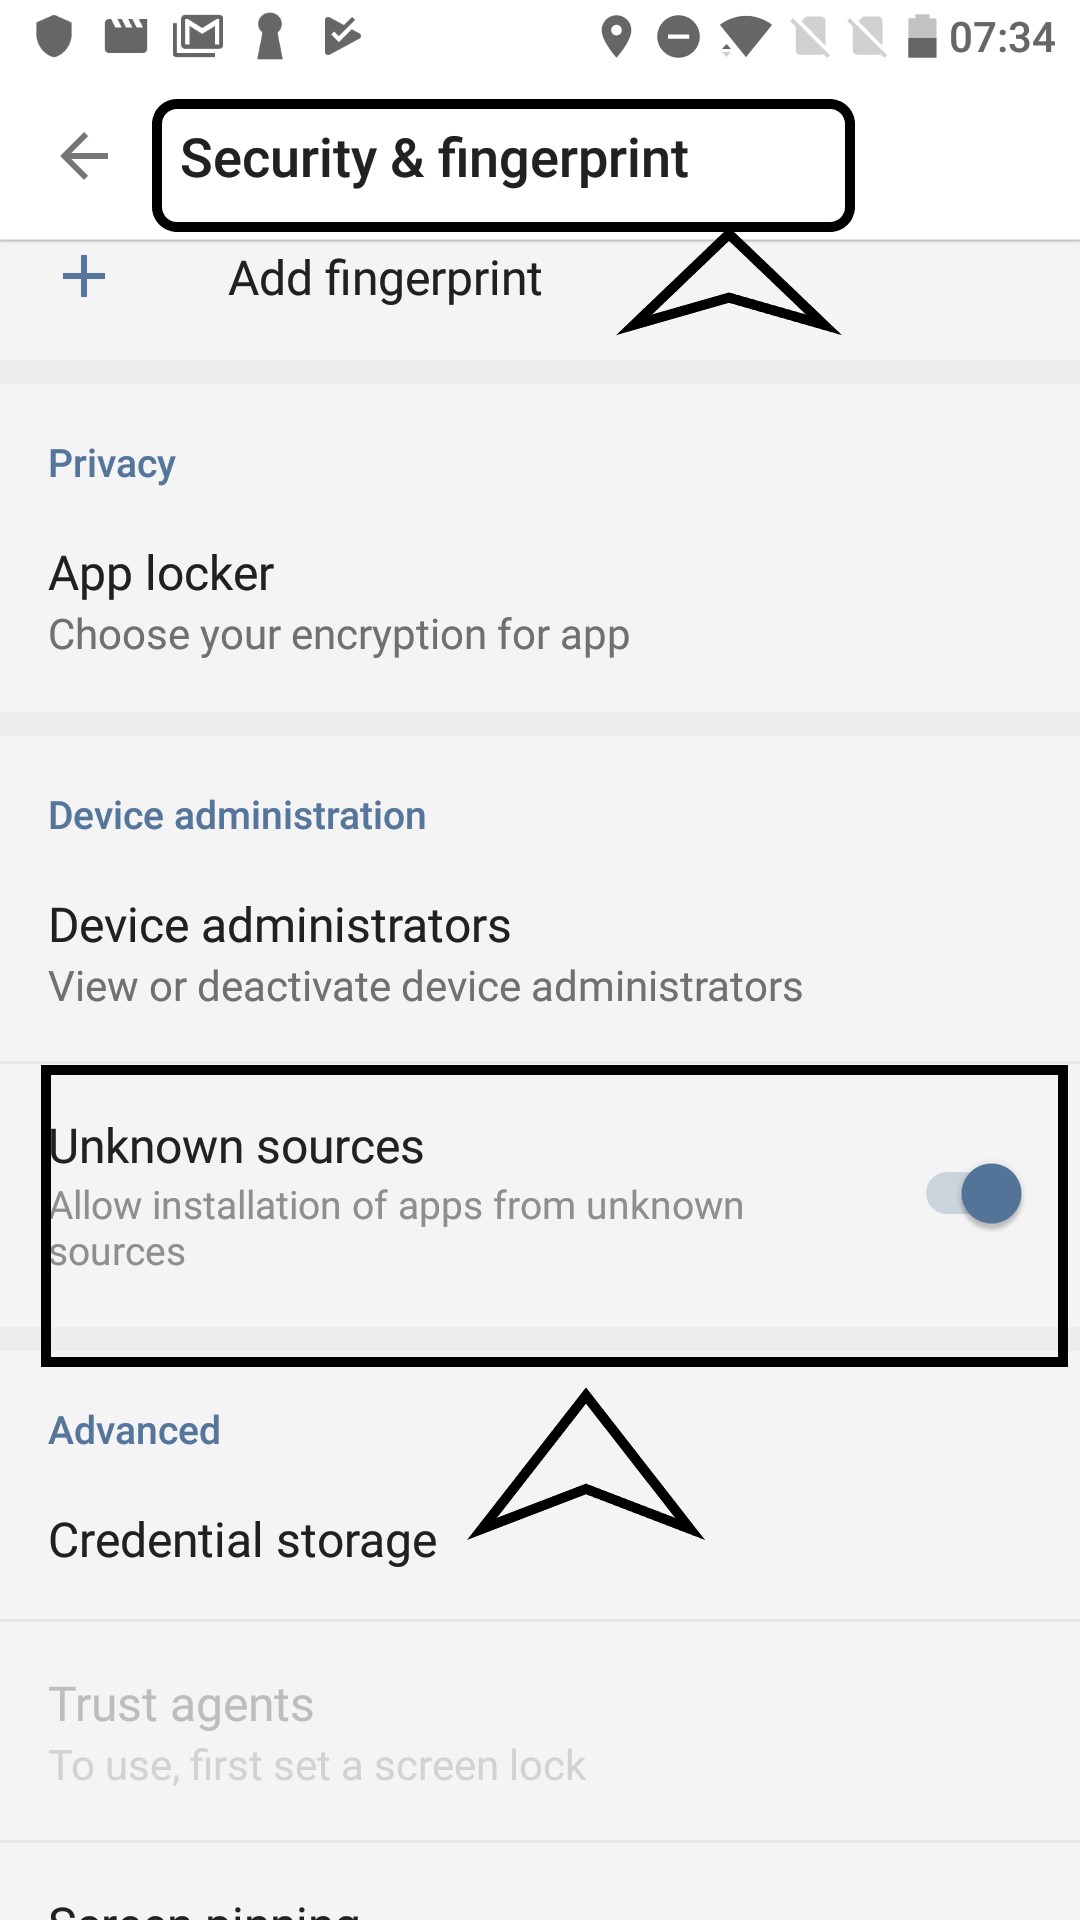 07:34
Security & fingerprint
Add fingerprint
Privacy
App locker
Choose your encryption for app
Device administration
Device administrators
View or deactivate device administrators
Unknown sources
Allow installation of apps from unknown
sources
Advanced
Credential storage
Trust agents
To use, first set a screen lock
Screen pinning